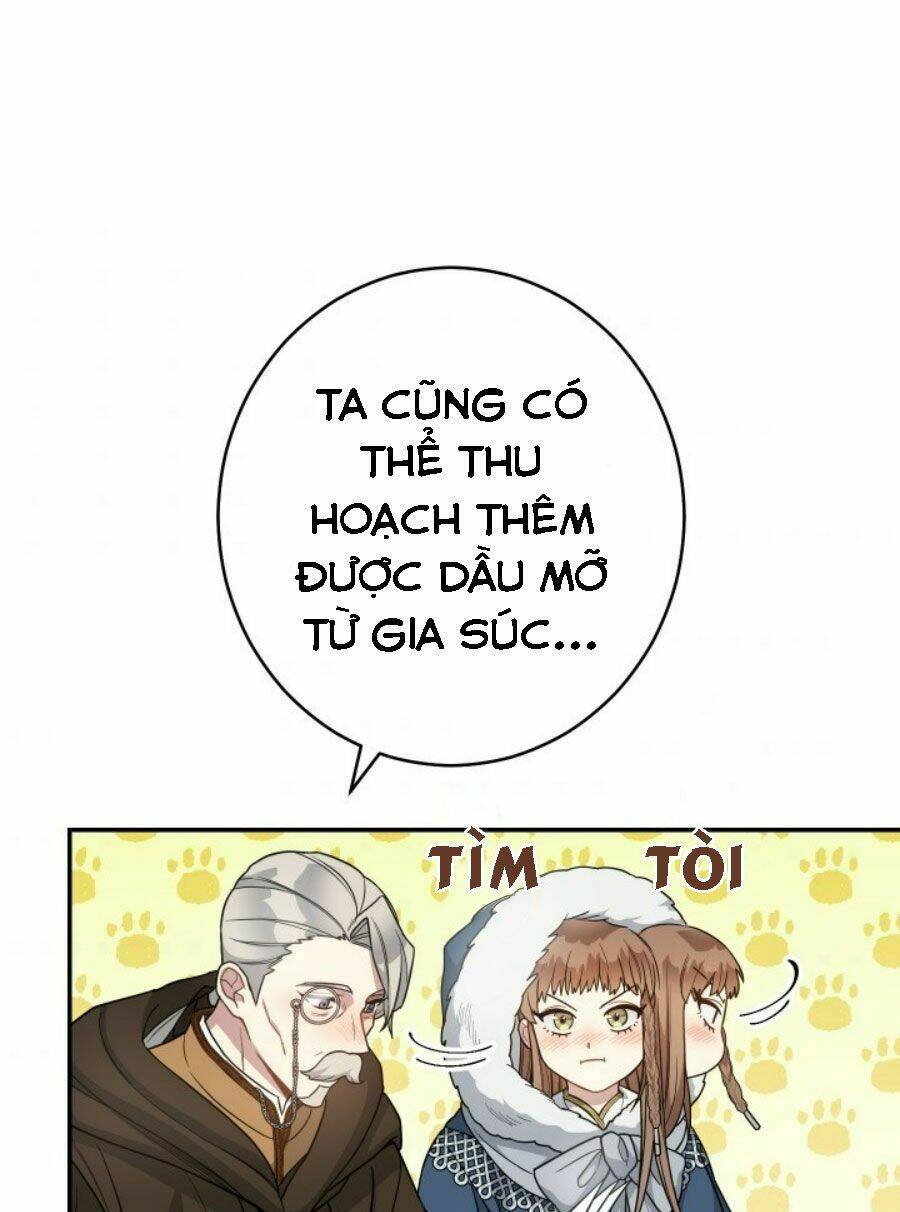 TA CŨNG CÓ
THỂ THU
HOẠCH THÊM
ĐƯỢC DẦU MỠ
TỪ GIA SÚC...
TÌM TÒI